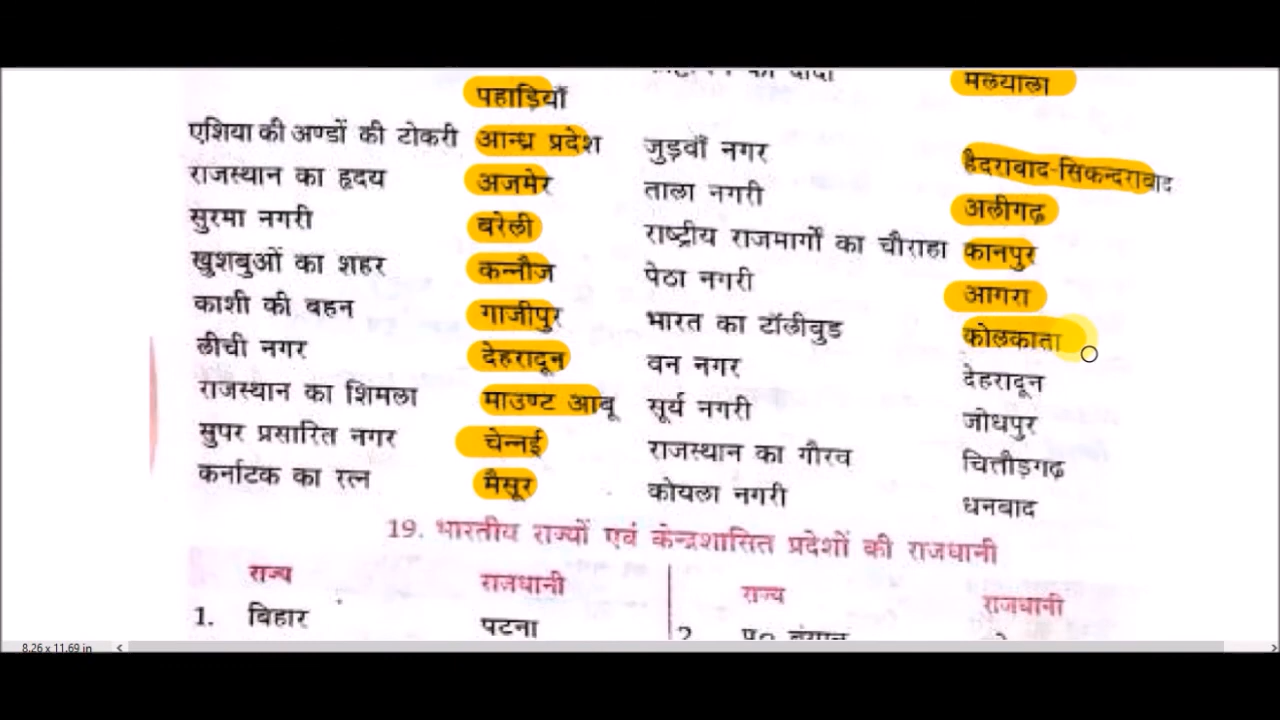 का दादा
मलयाला
पहाड़ियाँ
एशिया की अण्डों की टोकरी आन्ध्र प्रदेश जुड़वाँ नगर हैदराबाद-सिकन्दराबाद
राजस्थान का हृदय अजमेर ताला नगरी अलीगढ़
सुरमा नगरी बरेली राष्ट्रीय राजमार्गों का चौराहा कानपुर
खुशबुओं का शहर कन्नौज पेठा नगरी आगरा
काशी की बहन गाजीपुर भारत का टॉलीवुड कोलकाता
लीची नगर देहरादून वन नगर देहरादून
राजस्थान का शिमला माउण्ट आबू सूर्य नगरी जोधपुर
सुपर प्रसारित नगर चेन्नई राजस्थान का गौरव चित्तौड़गढ़
कर्नाटक का रत्न मैसूर कोयला नगरी धनबाद
19. भारतीय राज्यों एवं केन्द्रशासित प्रदेशों की राजधानी
राज्य राजधानी राज्य राजधानी
1. बिहार पटना 2. प० बंगाल
8.26 x 11.69 in